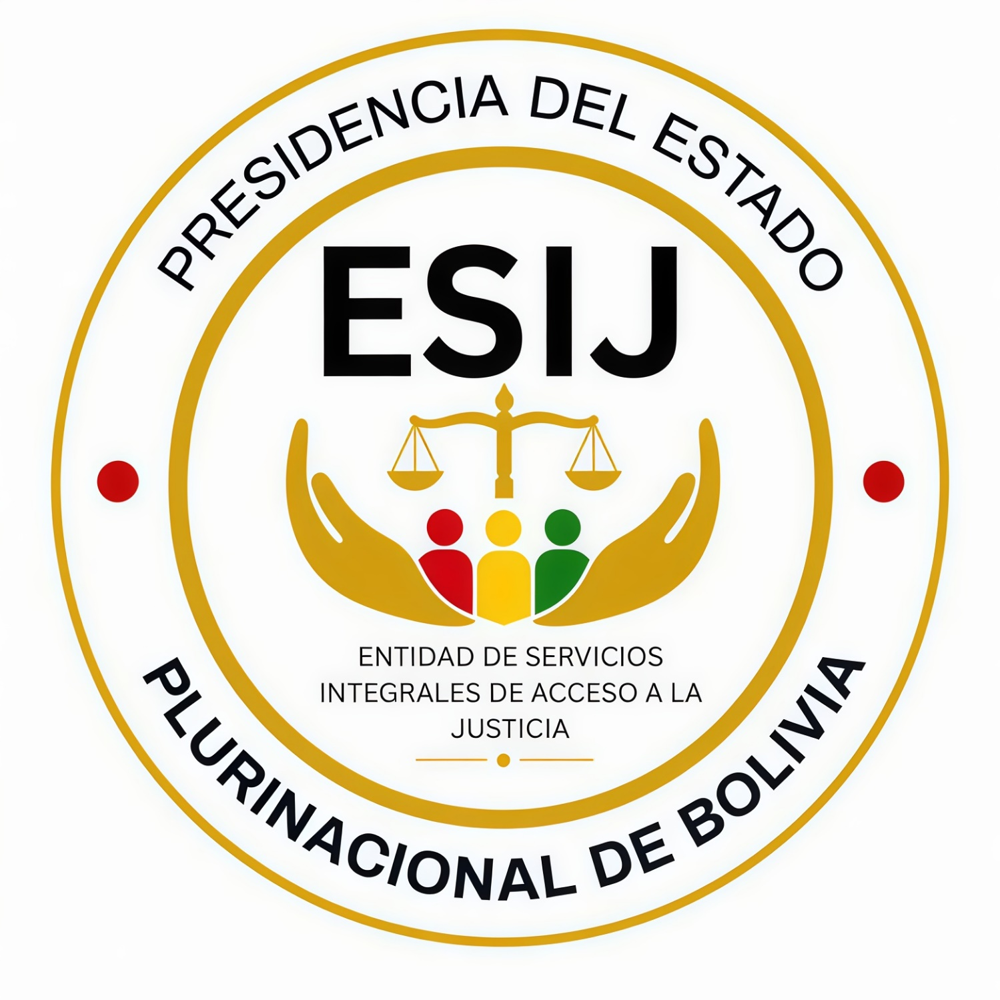 PRESIDENCIA DEL ESTADO
ESIJ
ENTIDAD DE SERVICIOS
INTEGRALES DE ACCESO A LA
JUSTICIA
PLURINACIONAL DE BOLIVIA